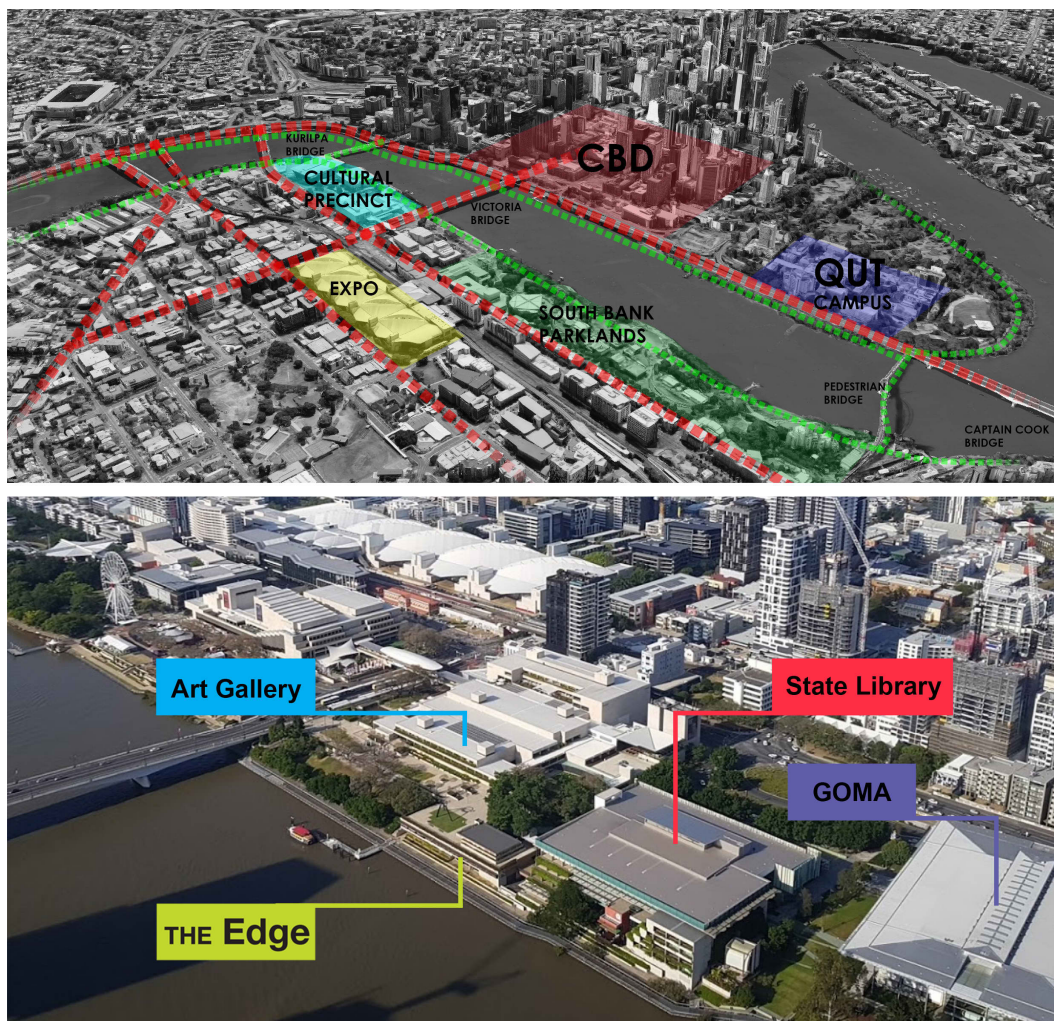 KURILPA
BRIDGE
CULTURAL
PRECINCT
CBD
VICTORIA
BRIDGE
EXPO
QUT
CAMPUS
SOUTH BANK
PARKLANDS
PEDESTRIAN
BRIDGE
CAPTAIN COOK
BRIDGE
Art Gallery
State Library
GOMA
THE Edge